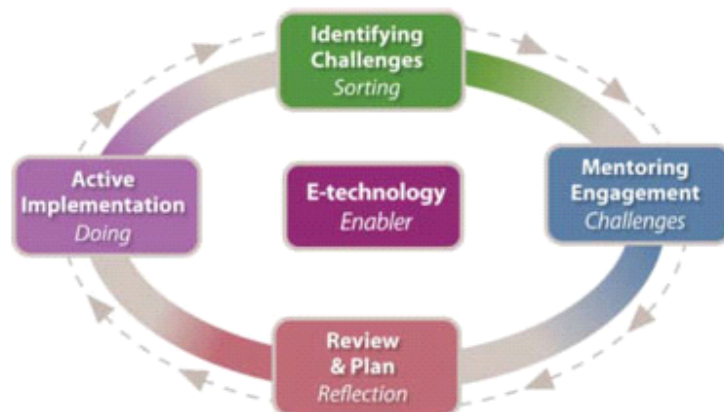 Identifying
Challenges
Sorting
Active
Implementation
Doing
E-technology
Enabler
Mentoring
Engagement
Challenges
Review
& Plan
Reflection